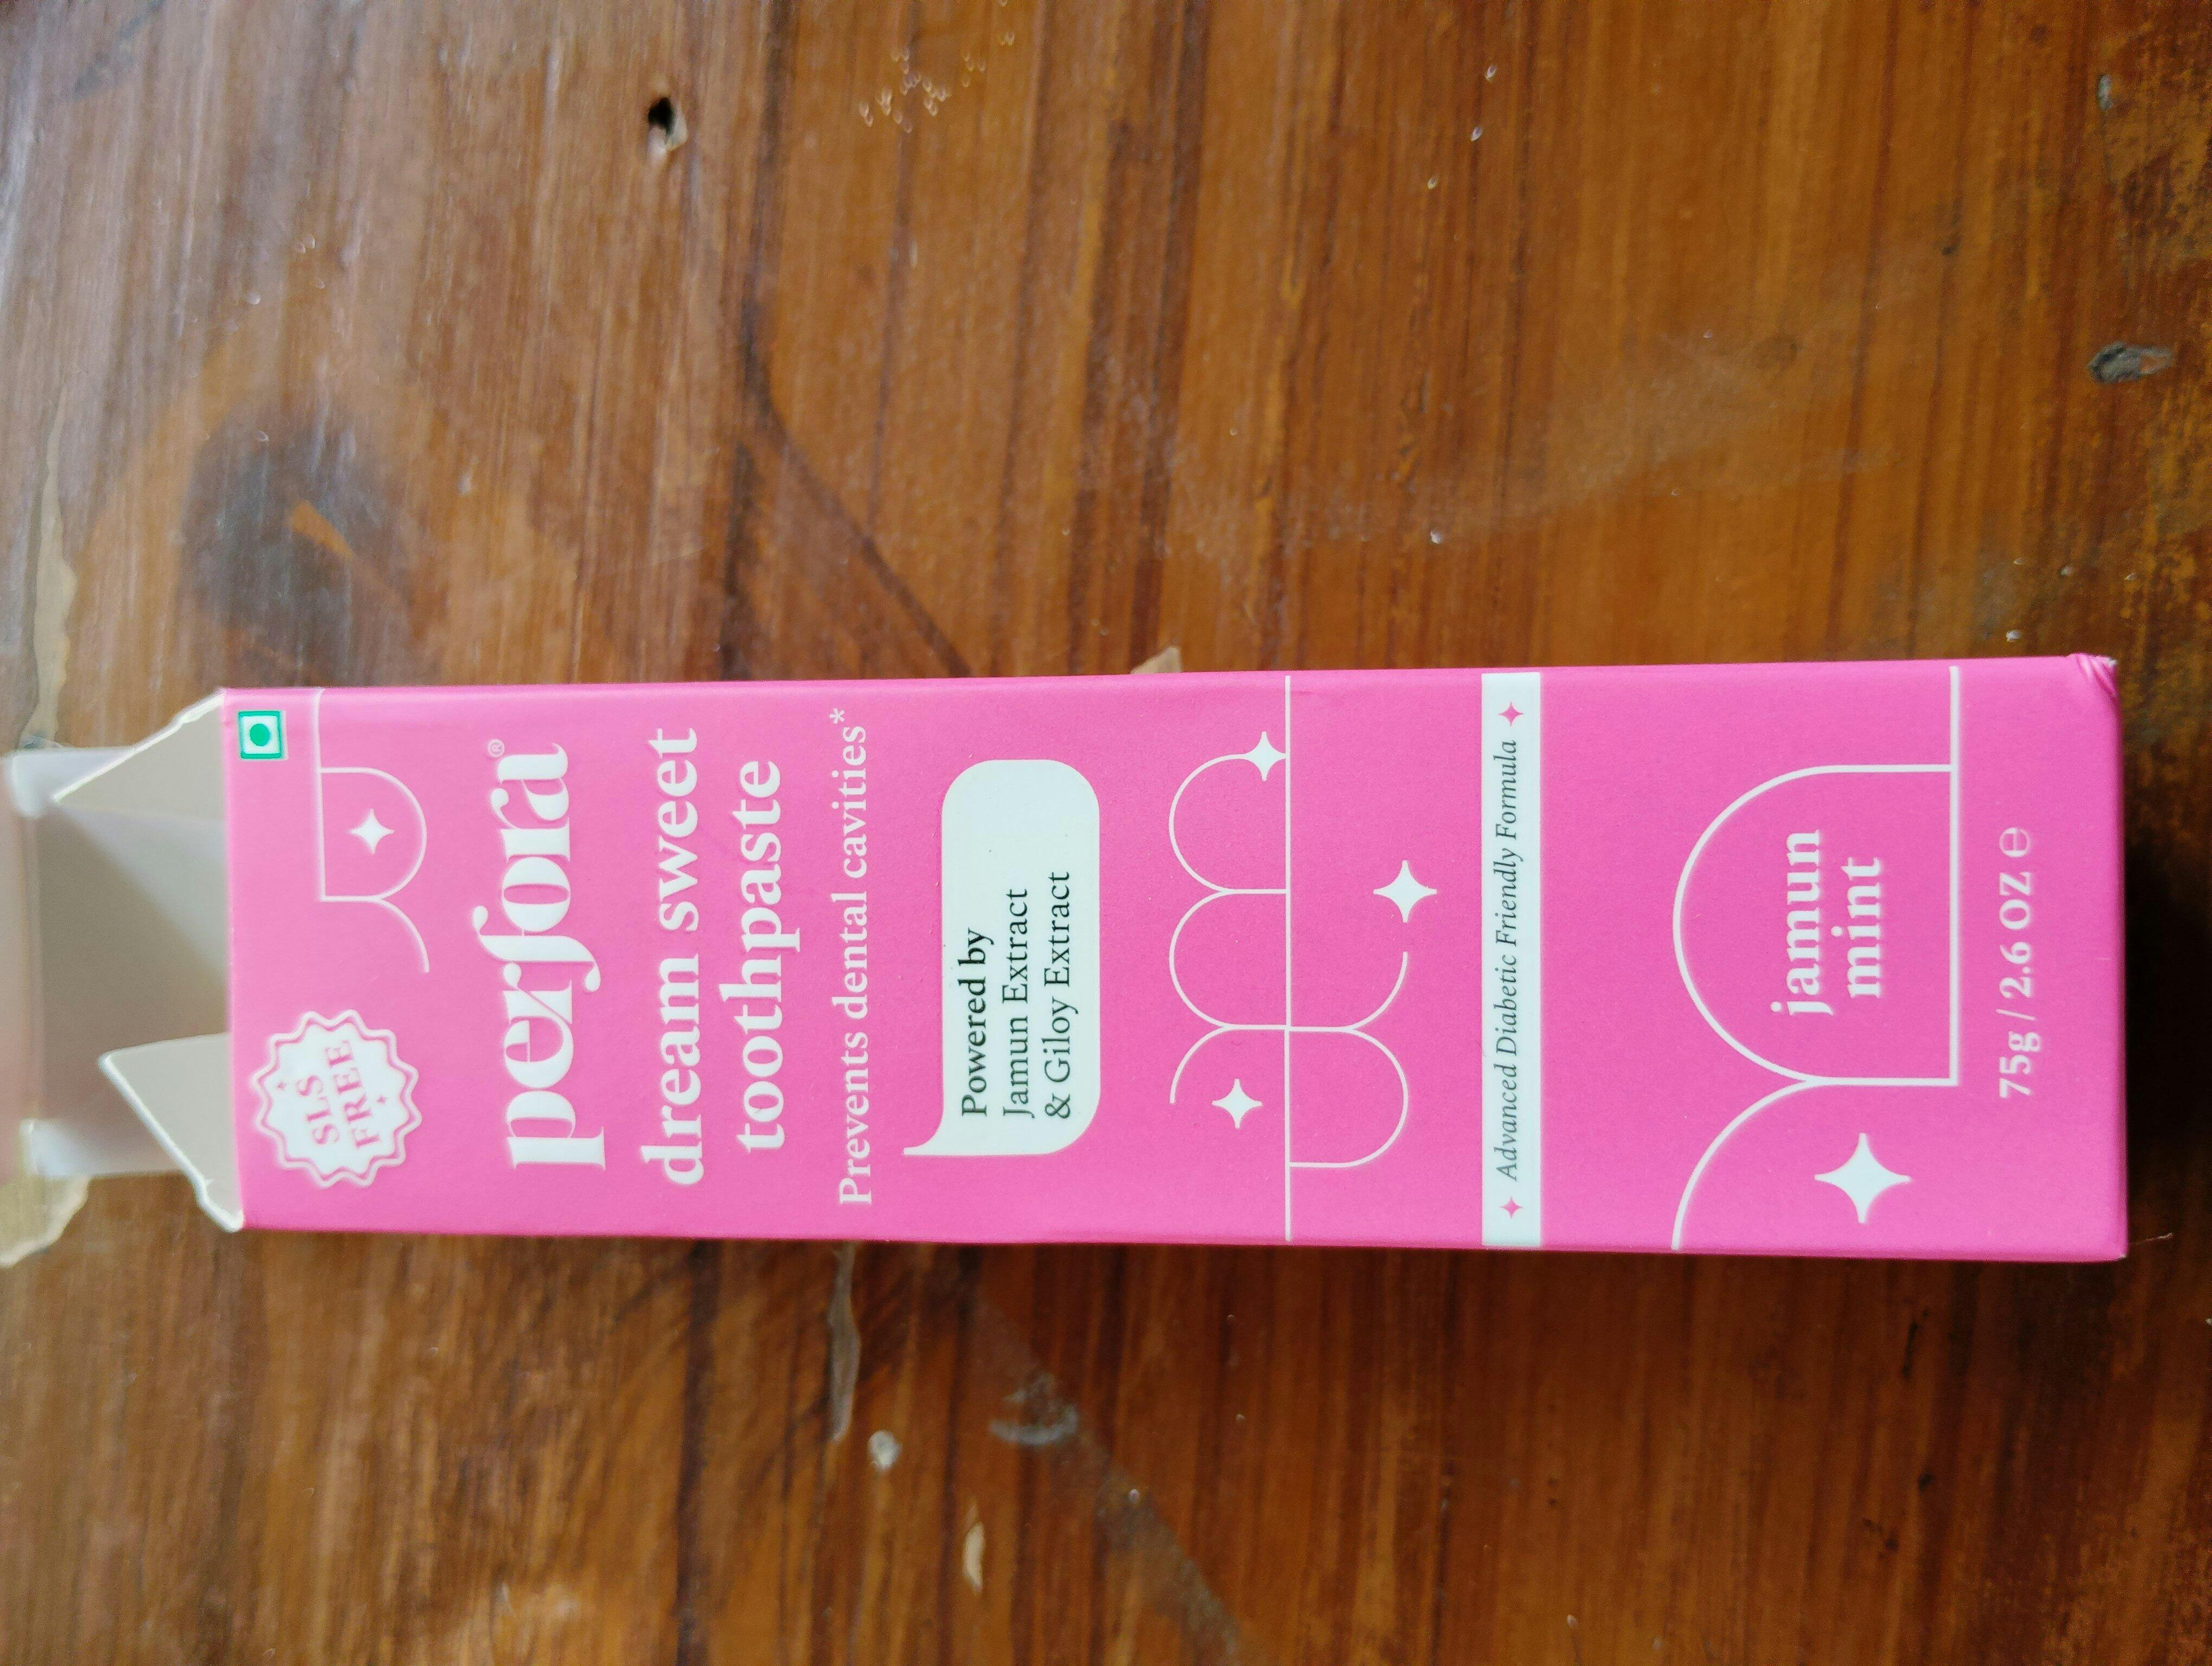 SLS
FREE
perfora®
dream sweet
toothpaste
Prevents dental cavities*
Powered by
Jamun Extract
& Giloy Extract
Advanced Diabetic Friendly Formula
jamun
mint
75g / 2.6 OZ ℮